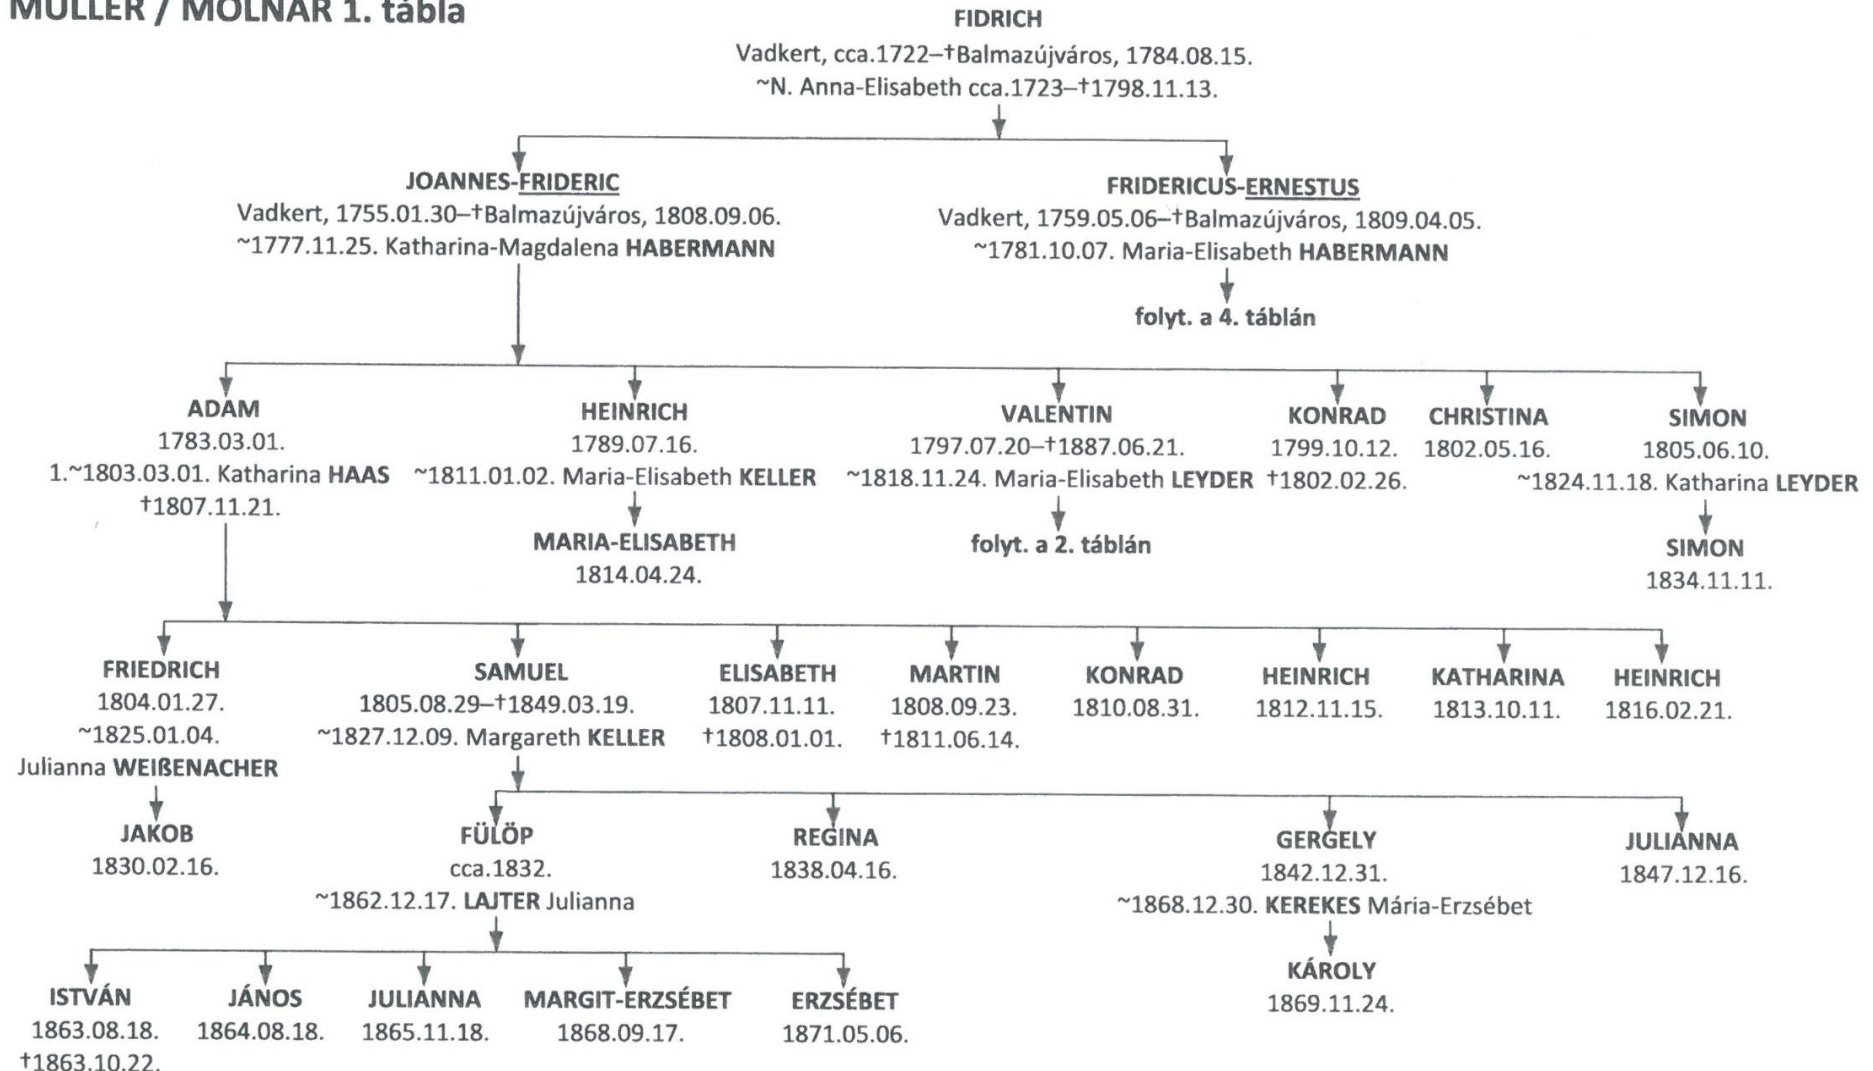 MÜLLER / MOLNÁR 1. tábla
FIDRICH
Vadkert, cca.1722–†Balmazújváros, 1784.08.15.
~N. Anna-Elisabeth cca.1723–†1798.11.13.
JOANNES-FRIDERIC
Vadkert, 1755.01.30–†Balmazújváros, 1808.09.06.
~1777.11.25. Katharina-Magdalena HABERMANN
FRIDERICUS-ERNESTUS
Vadkert, 1759.05.06–†Balmazújváros, 1809.04.05.
~1781.10.07. Maria-Elisabeth HABERMANN
folyt. a 4. táblán
ADAM
1783.03.01.
1.~1803.03.01. Katharina HAAS
†1807.11.21.
HEINRICH
1789.07.16.
~1811.01.02. Maria-Elisabeth KELLER
MARIA-ELISABETH
1814.04.24.
VALENTIN
1797.07.20–†1887.06.21.
~1818.11.24. Maria-Elisabeth LEYDER
folyt. a 2. táblán
KONRAD
1799.10.12.
†1802.02.26.
CHRISTINA
1802.05.16.
SIMON
1805.06.10.
~1824.11.18. Katharina LEYDER
SIMON
1834.11.11.
FRIEDRICH
1804.01.27.
~1825.01.04.
Julianna WEIßENACHER
JAKOB
1830.02.16.
SAMUEL
1805.08.29–†1849.03.19.
~1827.12.09. Margareth KELLER
ELISABETH
1807.11.11.
†1808.01.01.
MARTIN
1808.09.23.
†1811.06.14.
KONRAD
1810.08.31.
HEINRICH
1812.11.15.
KATHARINA
1813.10.11.
HEINRICH
1816.02.21.
FÜLÖP
cca.1832.
~1862.12.17. LAJTER Julianna
REGINA
1838.04.16.
GERGELY
1842.12.31.
~1868.12.30. KEREKES Mária-Erzsébet
KÁROLY
1869.11.24.
JULIANNA
1847.12.16.
ISTVÁN
1863.08.18.
†1863.10.22.
JÁNOS
1864.08.18.
JULIANNA
1865.11.18.
MARGIT-ERZSÉBET
1868.09.17.
ERZSÉBET
1871.05.06.